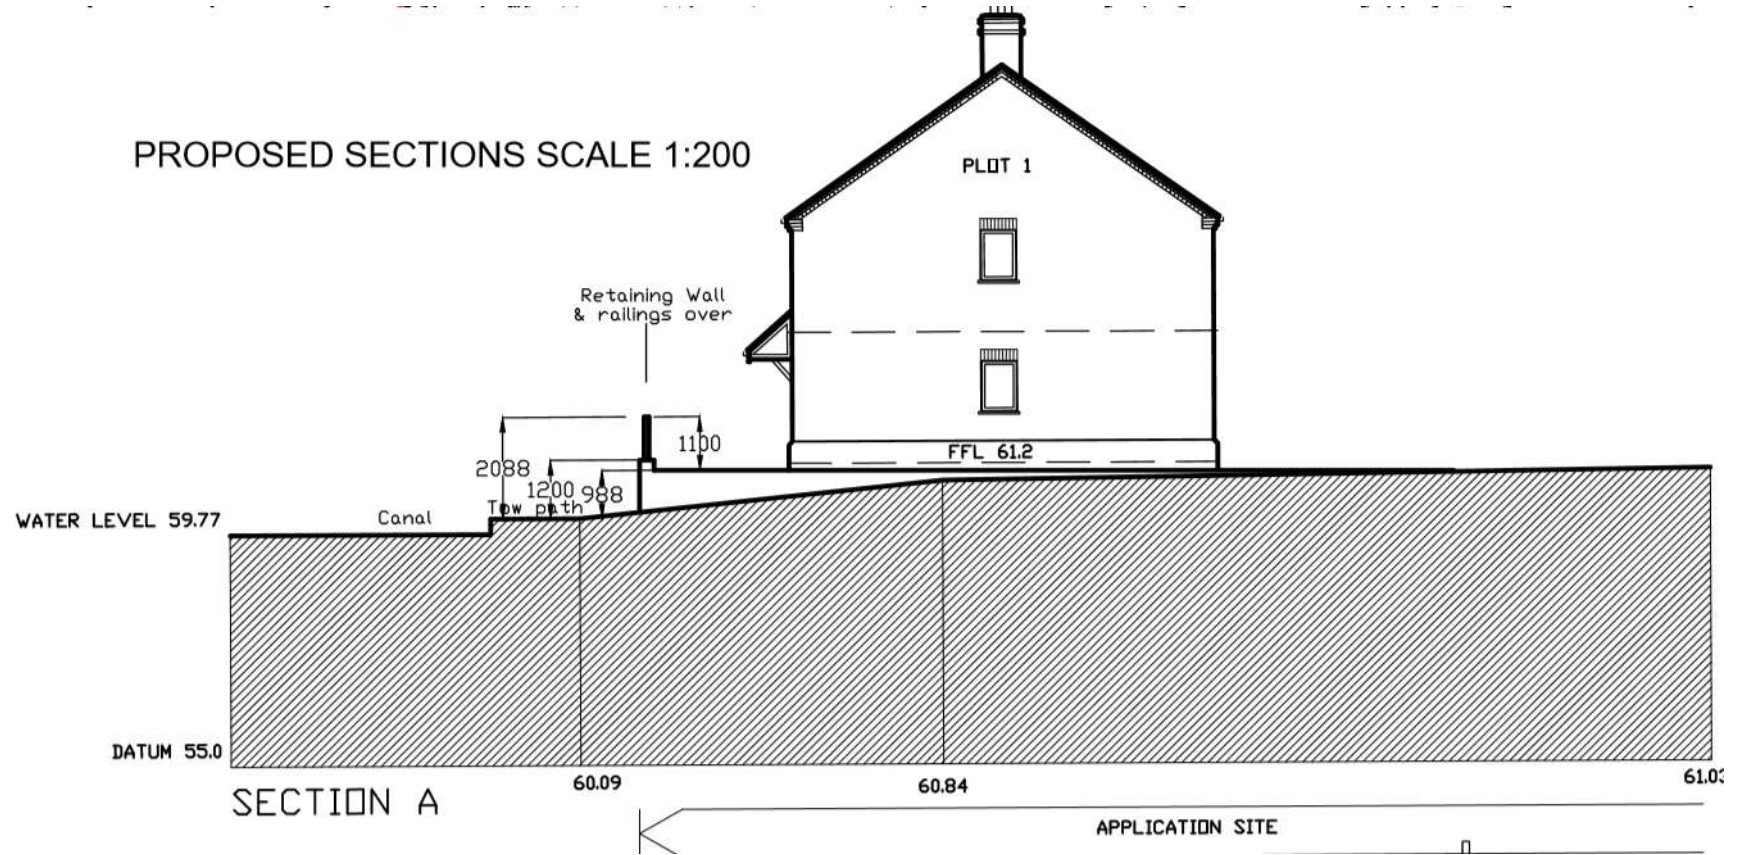 PROPOSED SECTIONS SCALE 1:200
PLOT 1
Retaining Wall
& railings over
1100
FFL 61.2
2088
1200
988
Tow path
WATER LEVEL 59.77
Canal
DATUM 55.0
60.09
60.84
SECTION A
APPLICATION SITE